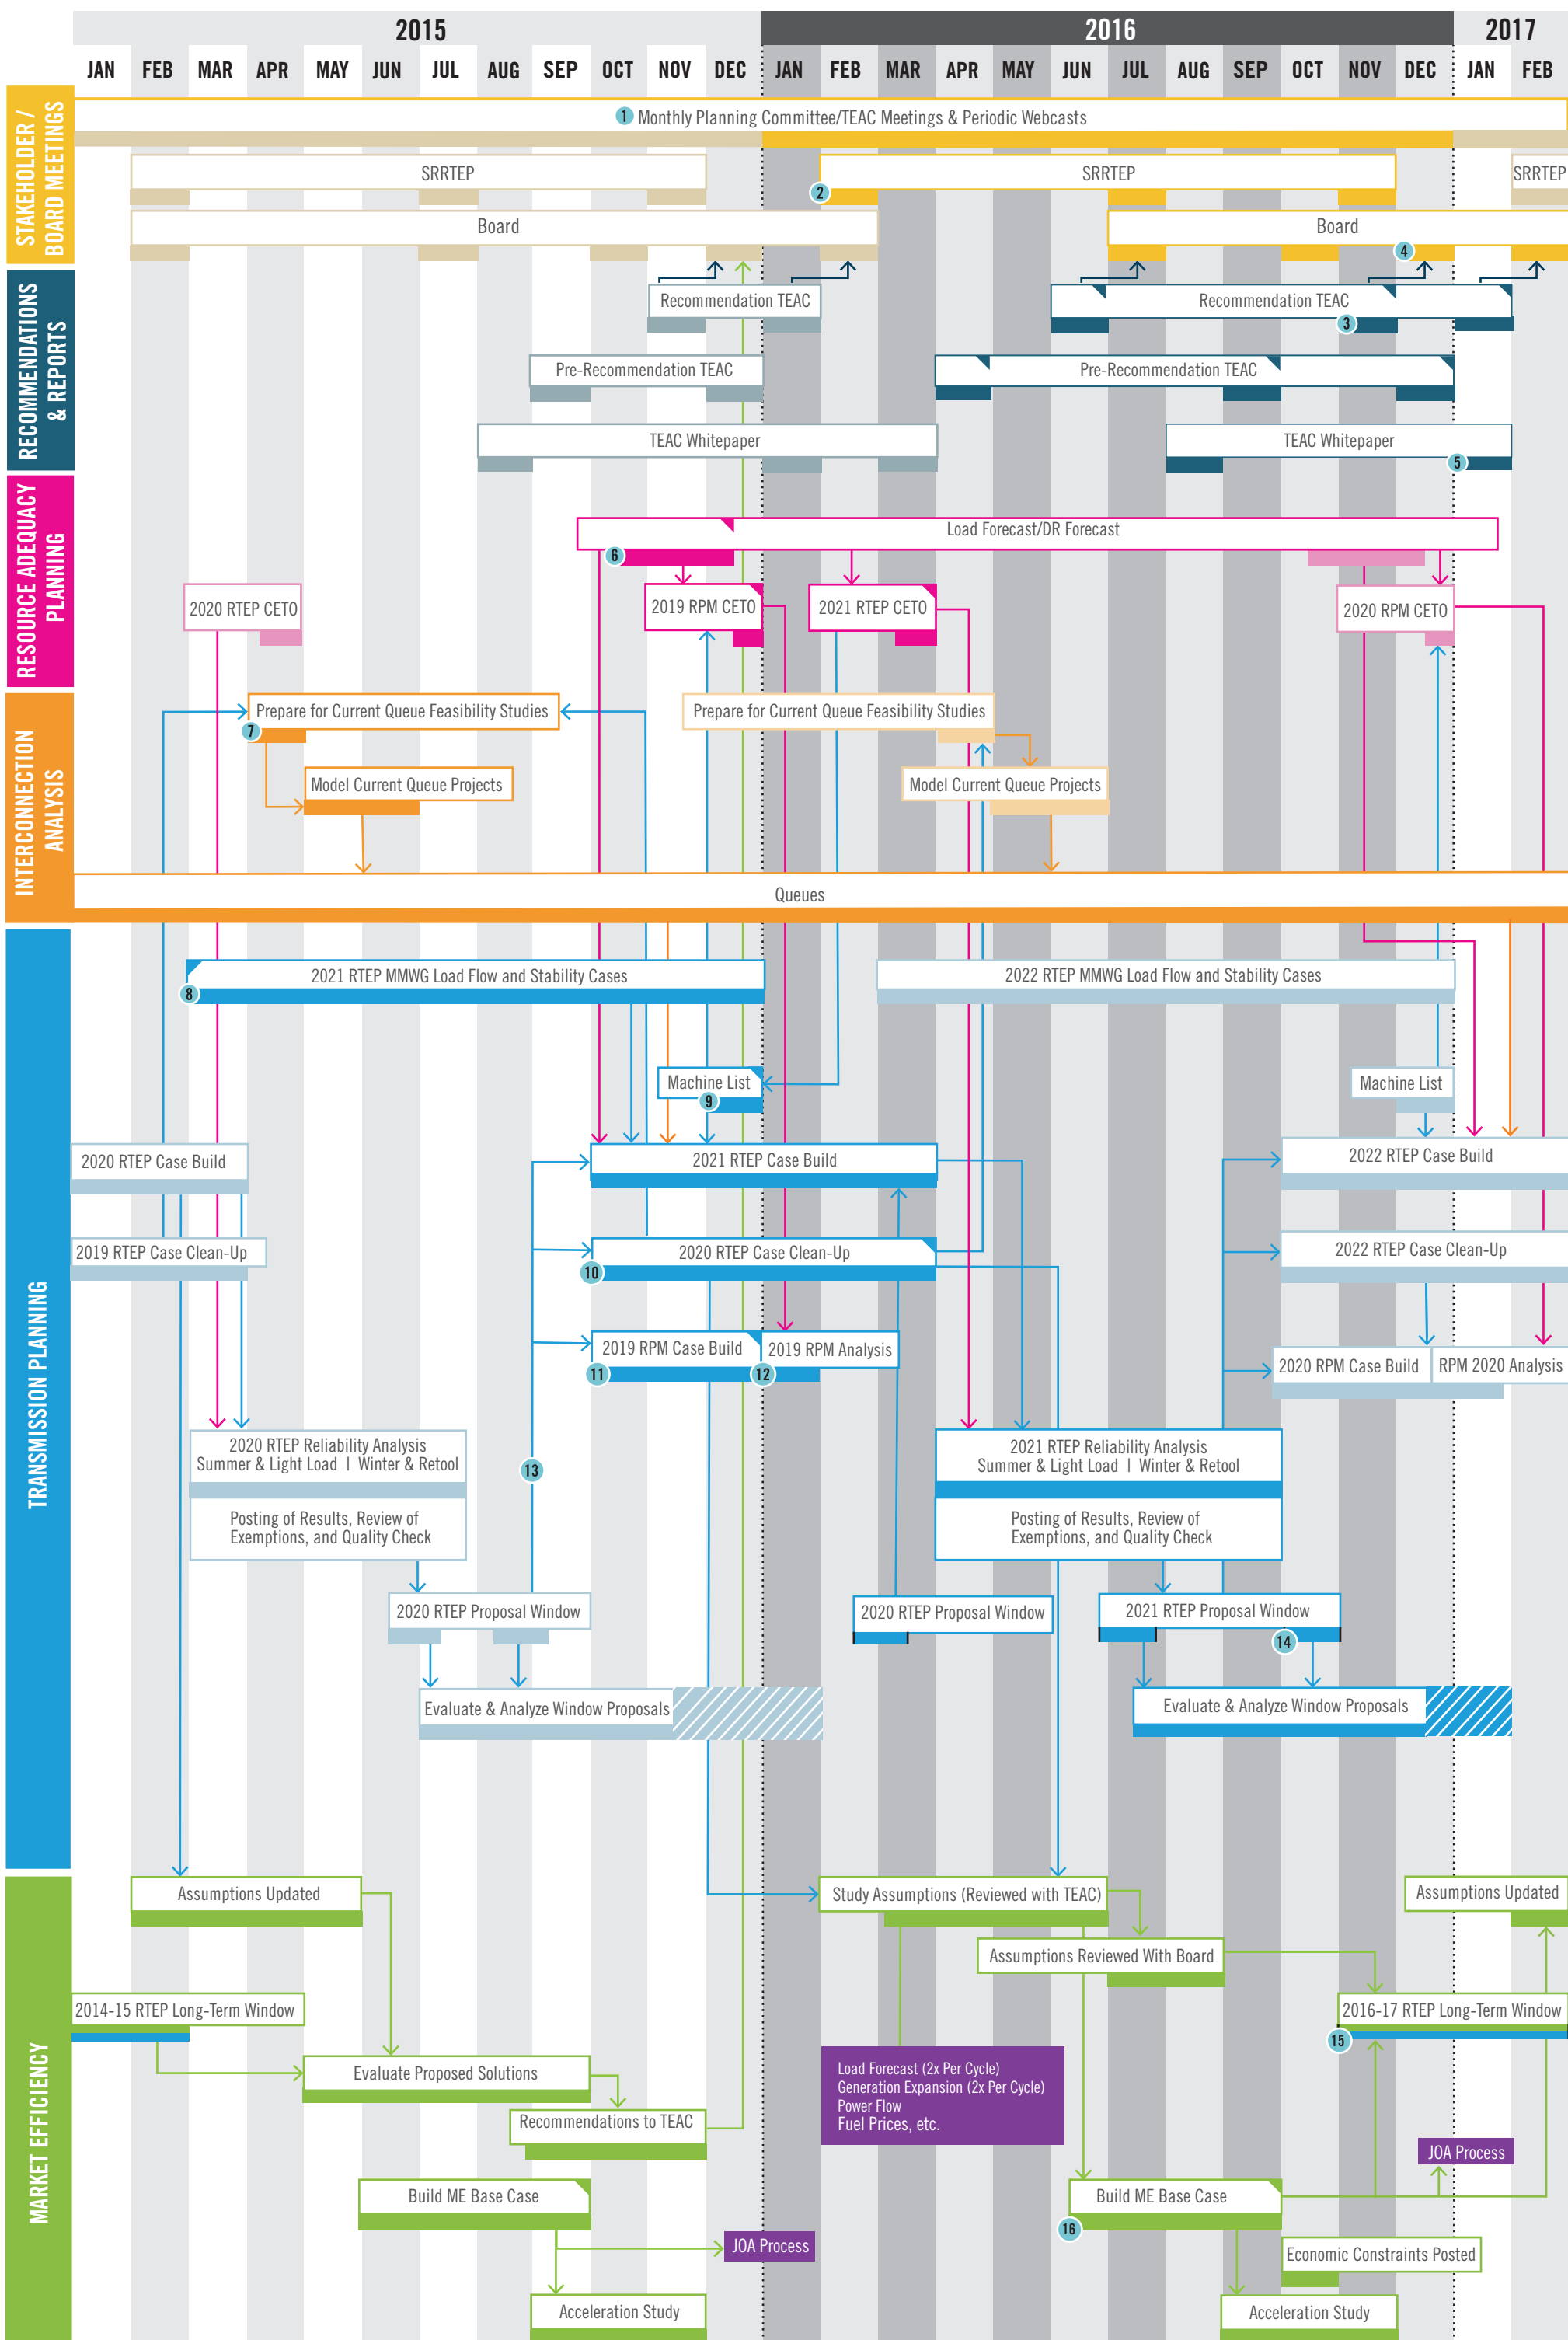 2015
2016
2017
JAN FEB MAR APR MAY JUN JUL AUG SEP OCT NOV DEC JAN FEB MAR APR MAY JUN JUL AUG SEP OCT NOV DEC JAN FEB
STAKEHOLDER /
BOARD MEETINGS
1 Monthly Planning Committee/TEAC Meetings & Periodic Webcasts
SRRTEP
SRRTEP
SRRTEP
2
Board
Board
4
RECOMMENDATIONS
& REPORTS
Recommendation TEAC
Recommendation TEAC
3
Pre-Recommendation TEAC
Pre-Recommendation TEAC
TEAC Whitepaper
TEAC Whitepaper
5
RESOURCE ADEQUACY
PLANNING
Load Forecast/DR Forecast
6
2020 RTEP CETO
2019 RPM CETO
2021 RTEP CETO
2020 RPM CETO
INTERCONNECTION
ANALYSIS
Prepare for Current Queue Feasibility Studies
Prepare for Current Queue Feasibility Studies
7
Model Current Queue Projects
Model Current Queue Projects
Queues
TRANSMISSION PLANNING
2021 RTEP MMWG Load Flow and Stability Cases
2022 RTEP MMWG Load Flow and Stability Cases
8
Machine List
Machine List
9
2020 RTEP Case Build
2021 RTEP Case Build
2022 RTEP Case Build
2019 RTEP Case Clean-Up
2020 RTEP Case Clean-Up
2022 RTEP Case Clean-Up
10
2019 RPM Case Build
2019 RPM Analysis
2020 RPM Case Build
RPM 2020 Analysis
11
12
2020 RTEP Reliability Analysis
Summer & Light Load | Winter & Retool
2021 RTEP Reliability Analysis
Summer & Light Load | Winter & Retool
13
Posting of Results, Review of
Exemptions, and Quality Check
Posting of Results, Review of
Exemptions, and Quality Check
2020 RTEP Proposal Window
2020 RTEP Proposal Window
2021 RTEP Proposal Window
14
Evaluate & Analyze Window Proposals
Evaluate & Analyze Window Proposals
MARKET EFFICIENCY
Assumptions Updated
Study Assumptions (Reviewed with TEAC)
Assumptions Updated
Assumptions Reviewed With Board
2014-15 RTEP Long-Term Window
2016-17 RTEP Long-Term Window
15
Evaluate Proposed Solutions
Load Forecast (2x Per Cycle)
Generation Expansion (2x Per Cycle)
Power Flow
Fuel Prices, etc.
Recommendations to TEAC
JOA Process
Build ME Base Case
Build ME Base Case
16
JOA Process
Economic Constraints Posted
Acceleration Study
Acceleration Study